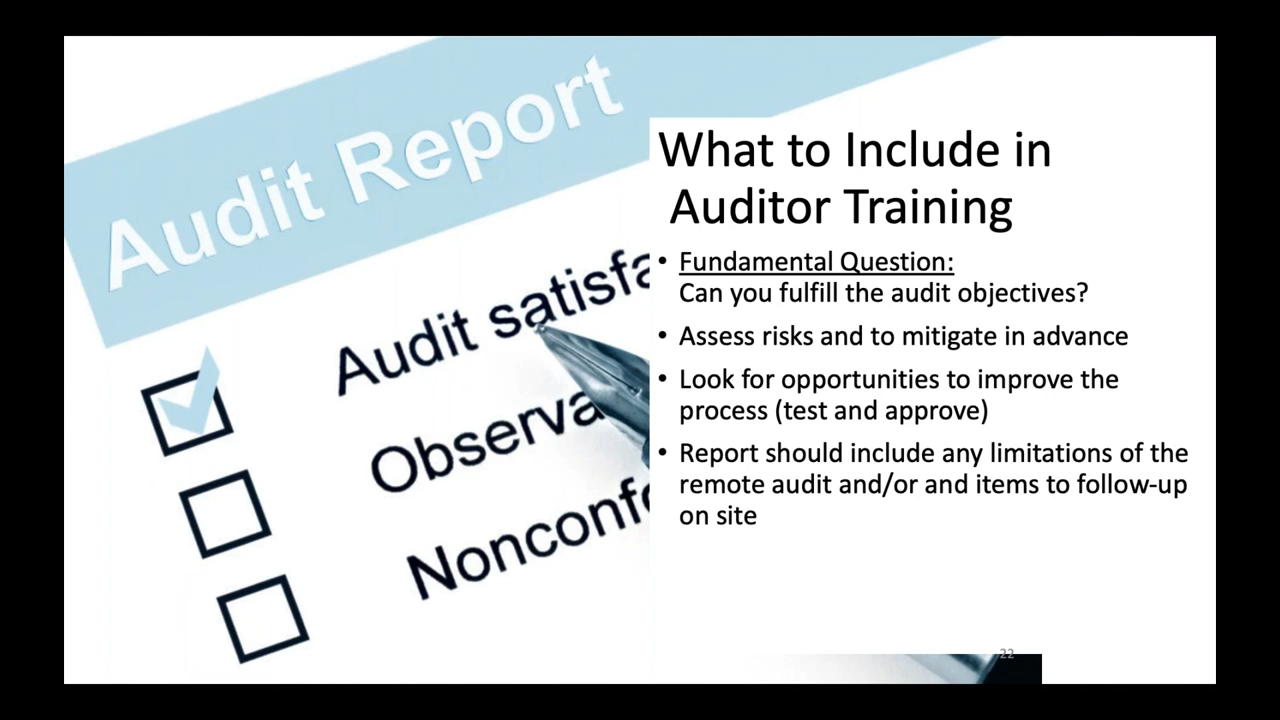 Audit Report
Audit satisfa
Observa
Nonconfo
What to Include in
Auditor Training
• Fundamental Question:
Can you fulfill the audit objectives?
• Assess risks and to mitigate in advance
• Look for opportunities to improve the
process (test and approve)
• Report should include any limitations of the
remote audit and/or and items to follow-up
on site
22